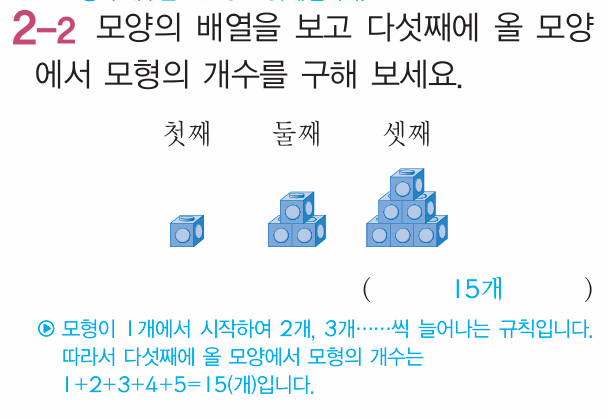 2-2 모양의 배열을 보고 다섯째에 올 모양
에서 모형의 개수를 구해 보세요.
첫째 둘째 셋째
( 15개 )
▶ 모형이 1개에서 시작하여 2개, 3개……씩 늘어나는 규칙입니다.
따라서 다섯째에 올 모양에서 모형의 개수는
1+2+3+4+5=15(개)입니다.